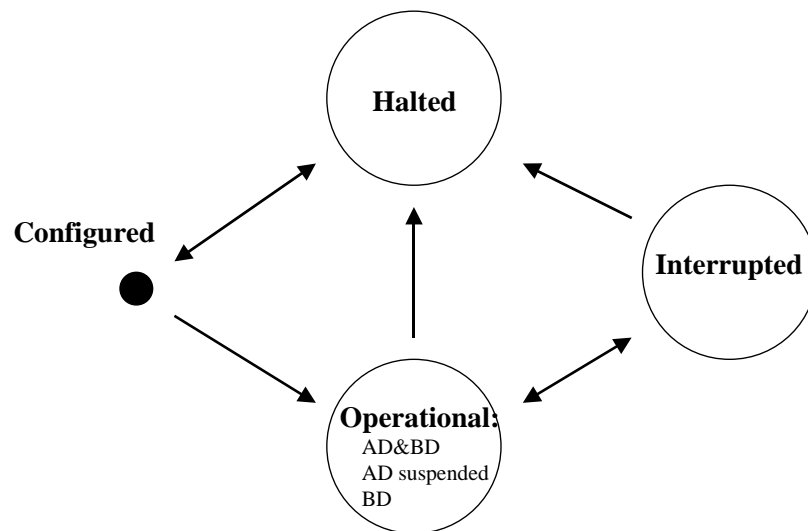 Halted
Configured
Interrupted
Operational:
AD&BD
AD suspended
BD